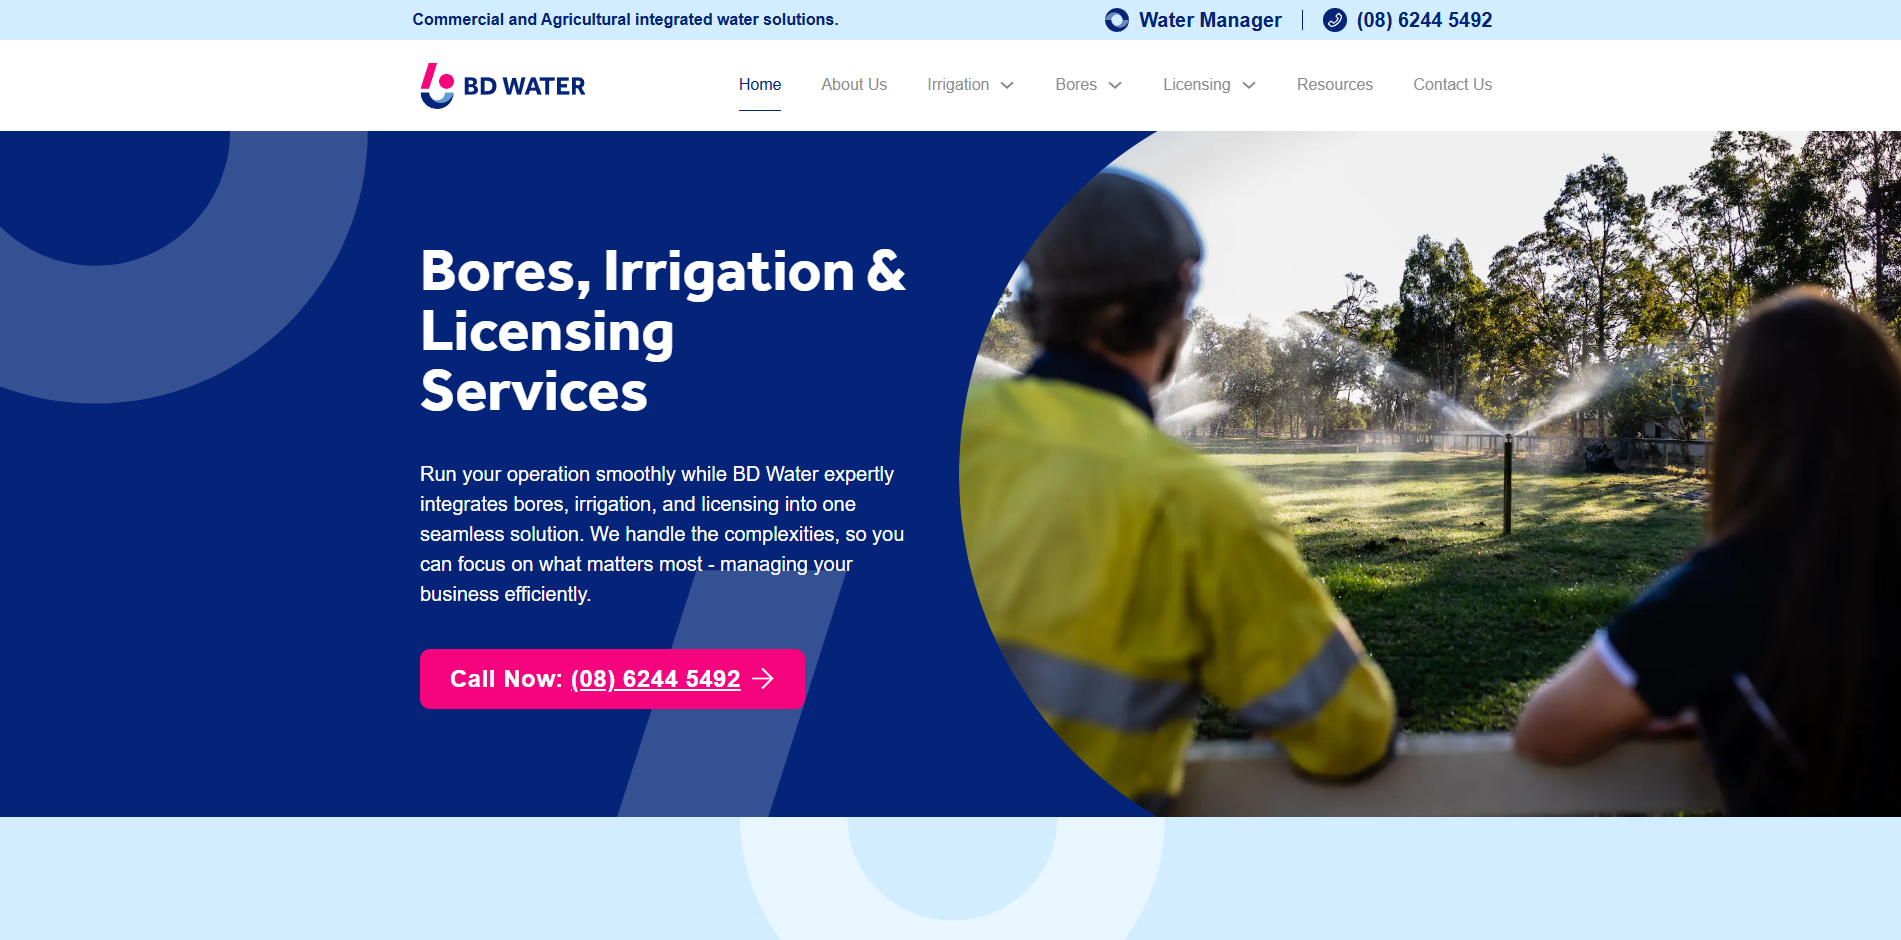 Commercial and Agricultural integrated water solutions.
Water Manager
(08) 6244 5492
BD WATER
Home
About Us
Irrigation
Bores
Licensing
Resources
Contact Us
Bores, Irrigation &
Licensing
Services
Run your operation smoothly while BD Water expertly
integrates bores, irrigation, and licensing into one
seamless solution. We handle the complexities, so you
can focus on what matters most - managing your
business efficiently.
Call Now: (08) 6244 5492